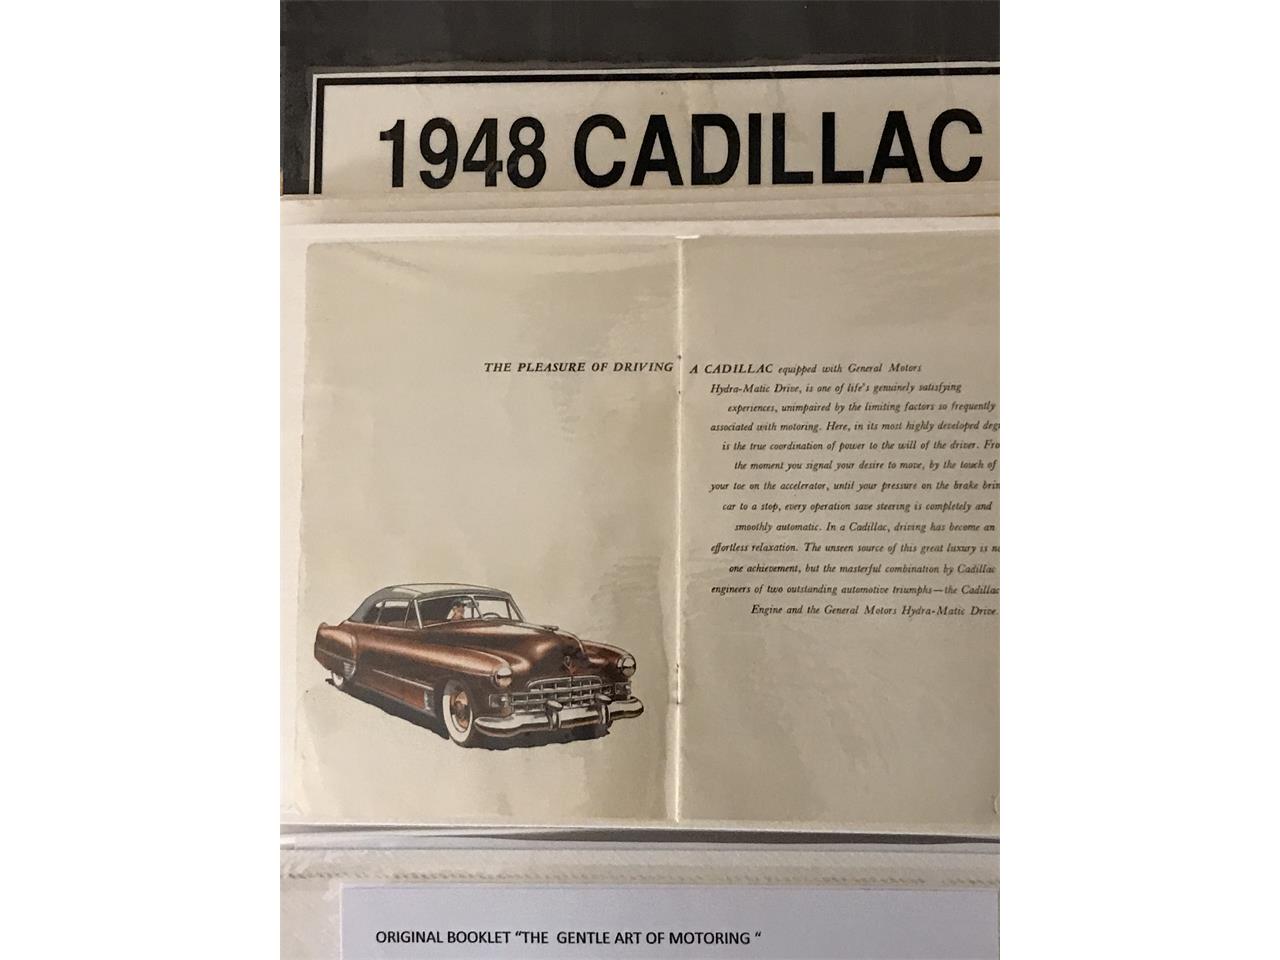 1948 CADILLAC
THE PLEASURE OF DRIVING A CADILLAC equipped with General Motors
Hydra-Matic Drive, is one of life's genuinely satisfying
experiences, unimpaired by the limiting factors so frequently
associated with motoring. Here, in its most highly developed
is the true coordination of power to the will of the driver.
the moment you signal your desire to move, by the touch of
your toe on the accelerator, until your pressure on the brake
car to a stop, every operation save steering is completely and
smoothly automatic. In a Cadillac, driving has become an
effortless relaxation. The unseen source of this great luxury is
one achievement, but the masterful combination by Cadillac
engineers of two outstanding automotive triumphs—the Cadillac
Engine and the General Motors Hydra-Matic Drive.
ORIGINAL BOOKLET “THE GENTLE ART OF MOTORING “